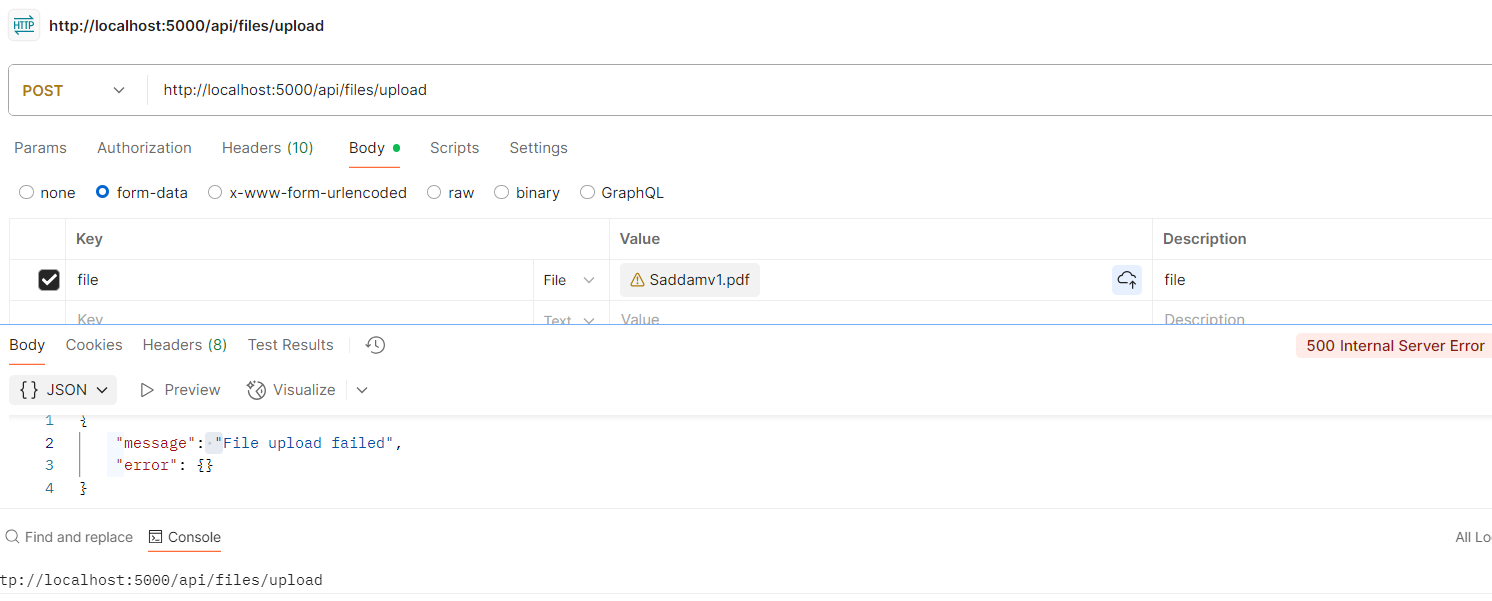 HTTP http://localhost:5000/api/files/upload
POST http://localhost:5000/api/files/upload
Params Authorization Headers (10) Body Scripts Settings
none form-data x-www-form-urlencoded raw binary GraphQL
Key Value Description
file File Saddamv1.pdf file
Key Text Value Description
Body Cookies Headers (8) Test Results 500 Internal Server Error
{} JSON Preview Visualize
1 {
2 "message": "File upload failed",
3 "error": {}
4 }
Find and replace Console All Lo
tp://localhost:5000/api/files/upload